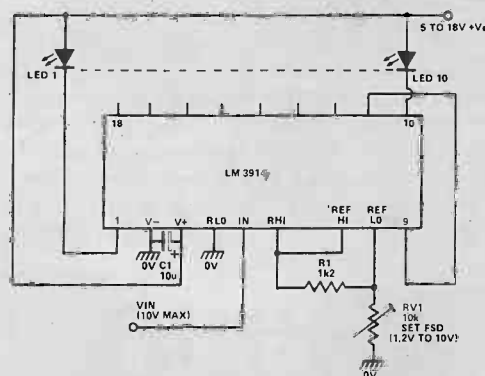 5 TO 18V +Ve
LED 1
LED 10
18
10
LM 3914
1
V-
V+
RLO
IN
RHI
REF
HI
REF
LO
9
0V
C1
10u
+
0V
R1
1k2
VIN
(10V MAX)
RV1
10k
SET FSD
(1.2V TO 10V)
0V